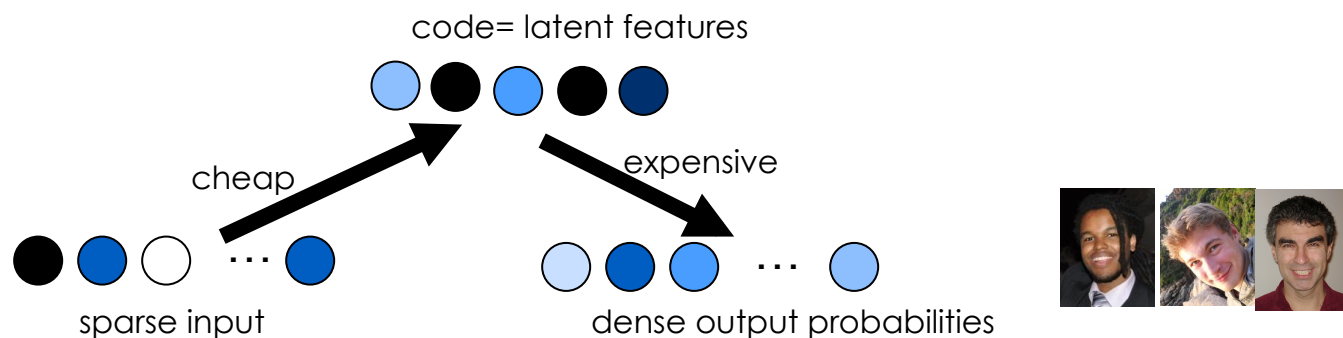 code= latent features
cheap
expensive
...
...
sparse input
dense output probabilities